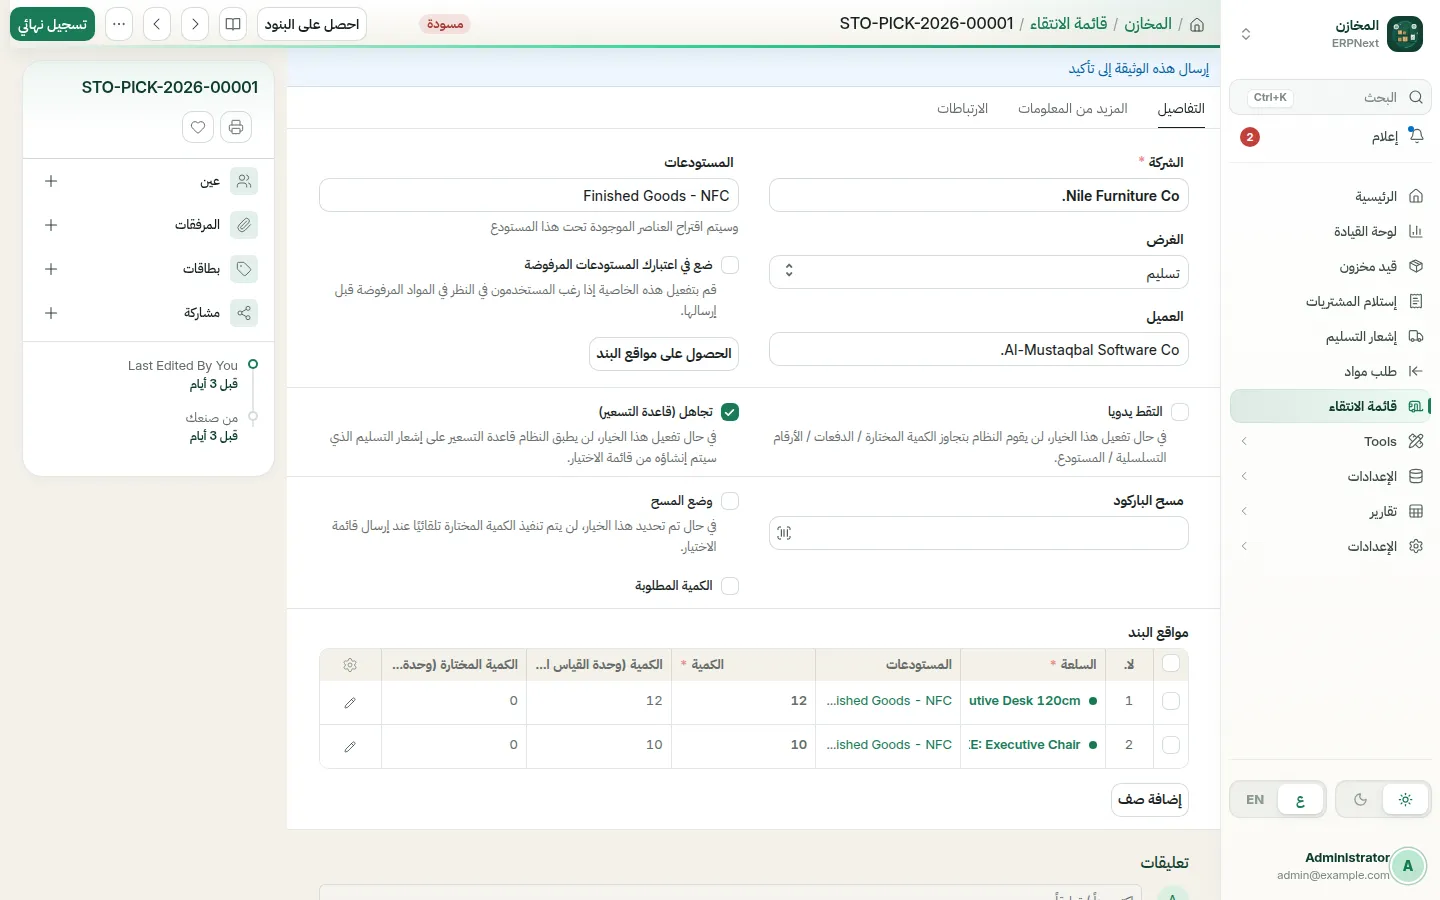 المخازن
ERPNext
البحث
Ctrl+K
إعلام
2
الرئيسية
لوحة القيادة
قيد مخزون
إستلام المشتريات
إشعار التسليم
طلب مواد
قائمة الانتقاء
Tools
الإعدادات
تقارير
الإعدادات
ع
EN
Administrator
admin@example.com
A
المخازن / قائمة الانتقاء / STO-PICK-2026-00001
مسودة
احصل على البنود
تسجيل نهائي
إرسال هذه الوثيقة إلى تأكيد
التفاصيل
المزيد من المعلومات
الارتباطات
الشركة *
Nile Furniture Co.
الغرض
تسليم
العميل
Al-Mustaqbal Software Co.
المستودعات
Finished Goods - NFC
وسيتم اقتراح العناصر الموجودة تحت هذا المستودع
ضع في اعتبارك المستودعات المرفوضة
قم بتفعيل هذه الخاصية إذا رغب المستخدمون في النظر في المواد المرفوضة قبل
إرسالها.
الحصول على مواقع البند
التقط يدويا
في حال تفعيل هذا الخيار، لن يقوم النظام بتجاوز الكمية المختارة / الدفعات / الأرقام
التسلسلية / المستودع.
تجاهل (قاعدة التسعير)
في حال تفعيل هذا الخيار، لن يطبق النظام قاعدة التسعير على إشعار التسليم الذي
سيتم إنشاؤه من قائمة الاختيار.
مسح الباركود
وضع المسح
في حال تم تحديد هذا الخيار، لن يتم تنفيذ الكمية المختارة تلقائيًا عند إرسال قائمة
الاختيار.
الكمية المطلوبة
مواقع البند
لا. السلعة * المستودعات الكمية * الكمية (وحدة القياس ا... الكمية المختارة (وحدة...
1 utive Desk 120cm ished Goods - NFC... 12 12 0
2 E: Executive Chair ished Goods - NFC... 10 10 0
إضافة صف
تعليقات
STO-PICK-2026-00001
عين
المرفقات
بطاقات
مشاركة
Last Edited By You
قبل 3 أيام
من صنعك
قبل 3 أيام